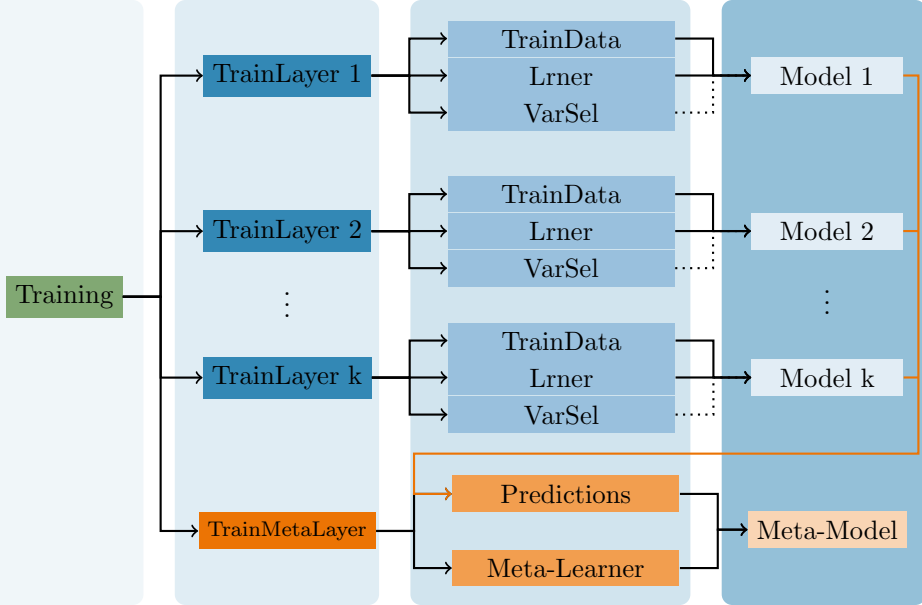 TrainData
TrainLayer 1
Lrner
Model 1
VarSel
TrainData
TrainLayer 2
Lrner
Model 2
VarSel
Training
⋮
⋮
TrainData
TrainLayer k
Lrner
Model k
VarSel
Predictions
TrainMetaLayer
Meta-Model
Meta-Learner